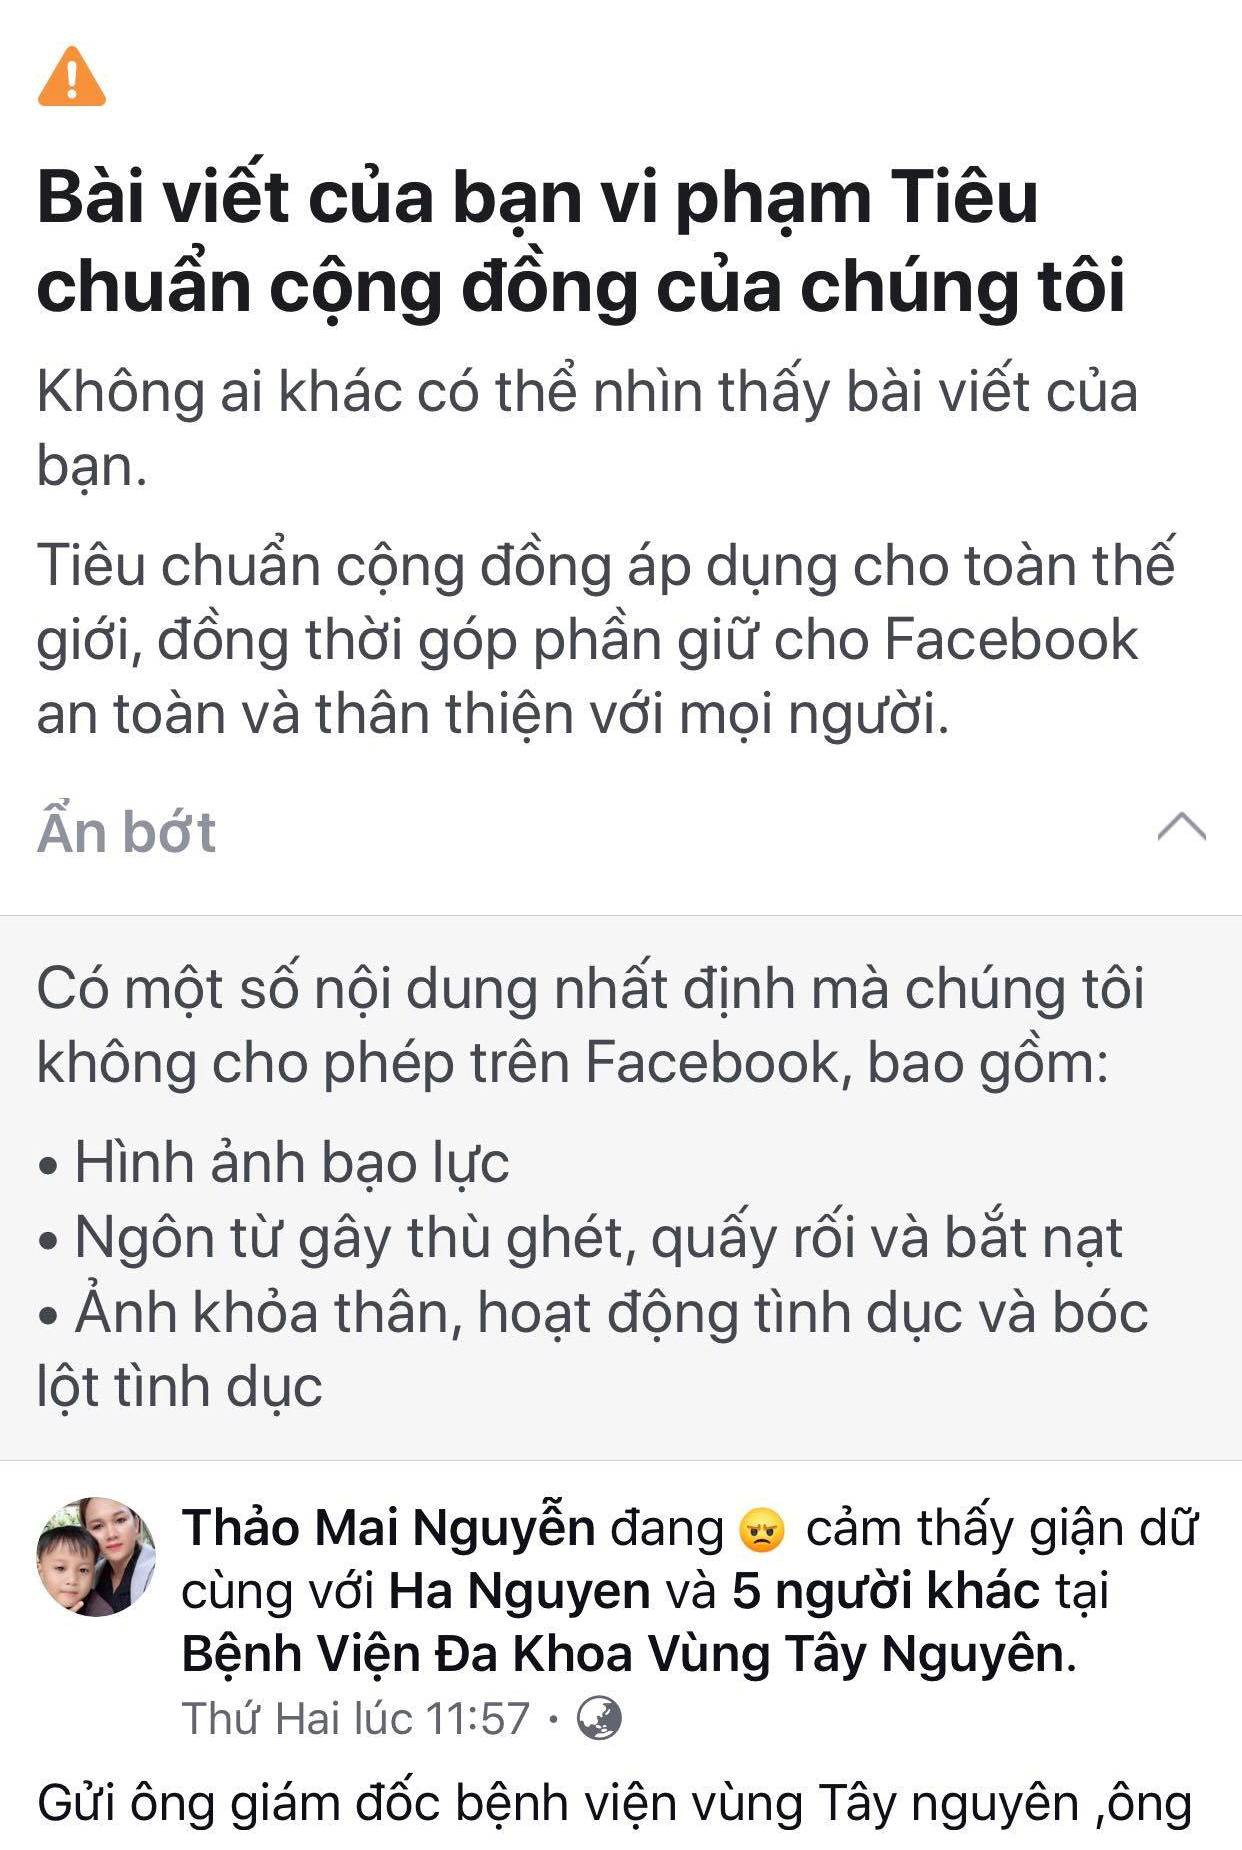 Bài viết của bạn vi phạm Tiêu
chuẩn cộng đồng của chúng tôi
Không ai khác có thể nhìn thấy bài viết của
bạn.
Tiêu chuẩn cộng đồng áp dụng cho toàn thế
giới, đồng thời góp phần giữ cho Facebook
an toàn và thân thiện với mọi người.
Ẩn bớt
Có một số nội dung nhất định mà chúng tôi
không cho phép trên Facebook, bao gồm:
• Hình ảnh bạo lực
• Ngôn từ gây thù ghét, quấy rối và bắt nạt
• Ảnh khỏa thân, hoạt động tình dục và bóc
lột tình dục
Thảo Mai Nguyễn đang 😠 cảm thấy giận dữ
cùng với Ha Nguyen và 5 người khác tại
Bệnh Viện Đa Khoa Vùng Tây Nguyên.
Thứ Hai lúc 11:57 •
Gửi ông giám đốc bệnh viện vùng Tây nguyên ,ông